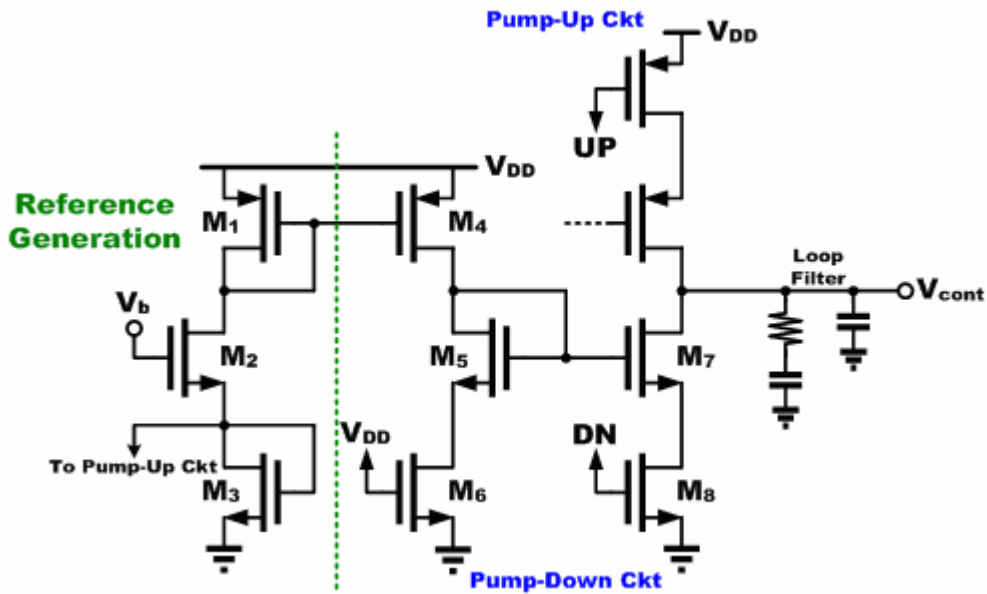 Pump-Up Ckt
VDD
UP
VDD
Reference
Generation
M1
M4
Loop
Filter
Vcont
Vb
M2
M5
M7
VDD
DN
To Pump-Up Ckt
M3
M6
M8
Pump-Down Ckt